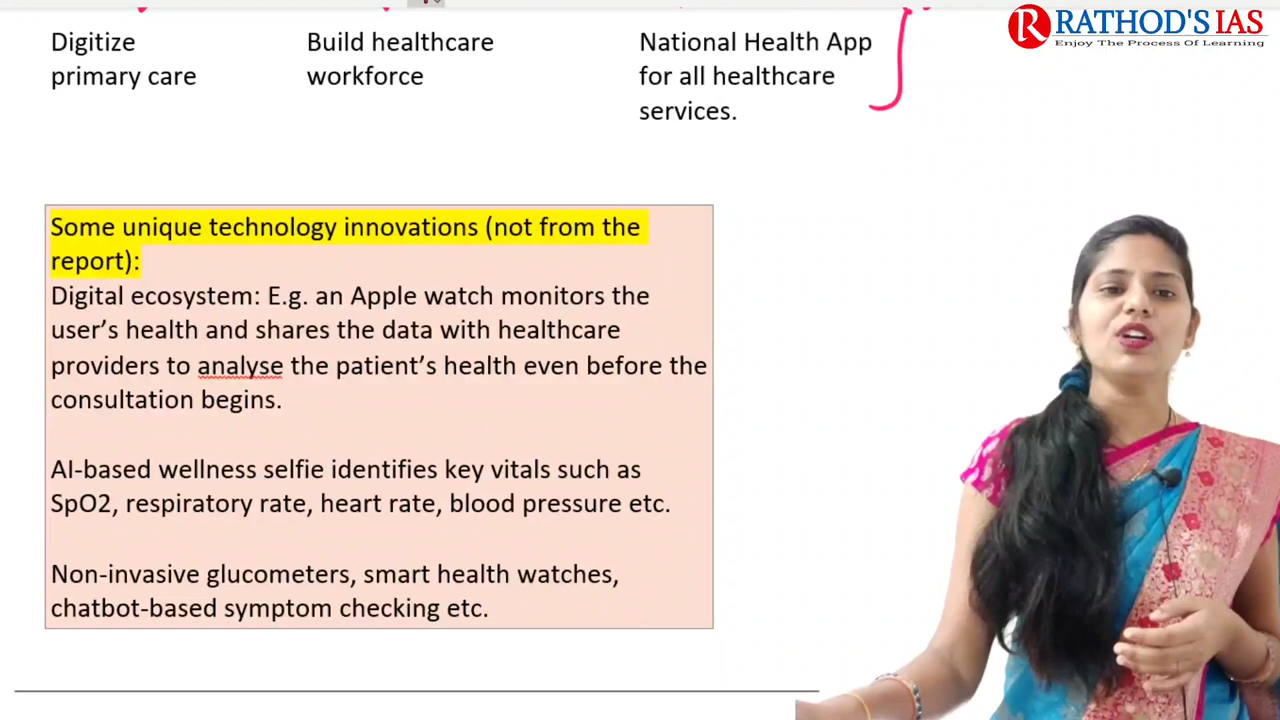 RATHOD'S IAS
Enjoy The Process Of Learning
Digitize
primary care
Build healthcare
workforce
National Health App
for all healthcare
services.
Some unique technology innovations (not from the
report):
Digital ecosystem: E.g. an Apple watch monitors the
user’s health and shares the data with healthcare
providers to analyse the patient’s health even before the
consultation begins.
AI-based wellness selfie identifies key vitals such as
SpO2, respiratory rate, heart rate, blood pressure etc.
Non-invasive glucometers, smart health watches,
chatbot-based symptom checking etc.